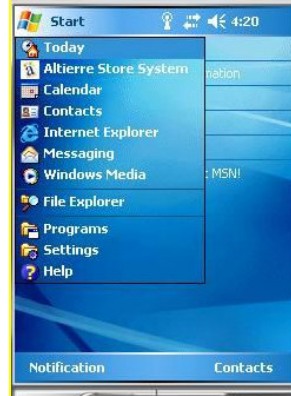 Start 4:20
Today
Altierre Store System
Calendar
Contacts
Internet Explorer
Messaging
Windows Media
MSN!
File Explorer
Programs
Settings
Help
Notification Contacts